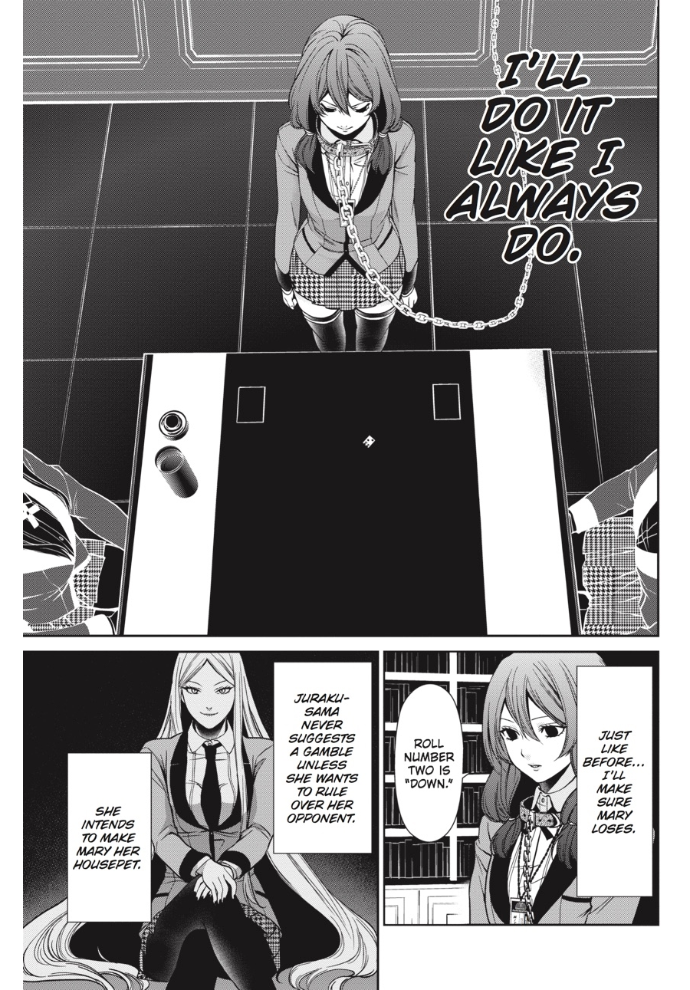 I'LL
DO IT
LIKE I
ALWAYS
DO.
JUST
LIKE
BEFORE...
I'LL
MAKE
SURE
MARY
LOSES.
ROLL
NUMBER
TWO IS
"DOWN."
JURAKU-
SAMA
NEVER
SUGGESTS
A GAMBLE
UNLESS
SHE WANTS
TO RULE
OVER HER
OPPONENT.
SHE
INTENDS
TO MAKE
MARY HER
HOUSEPET.